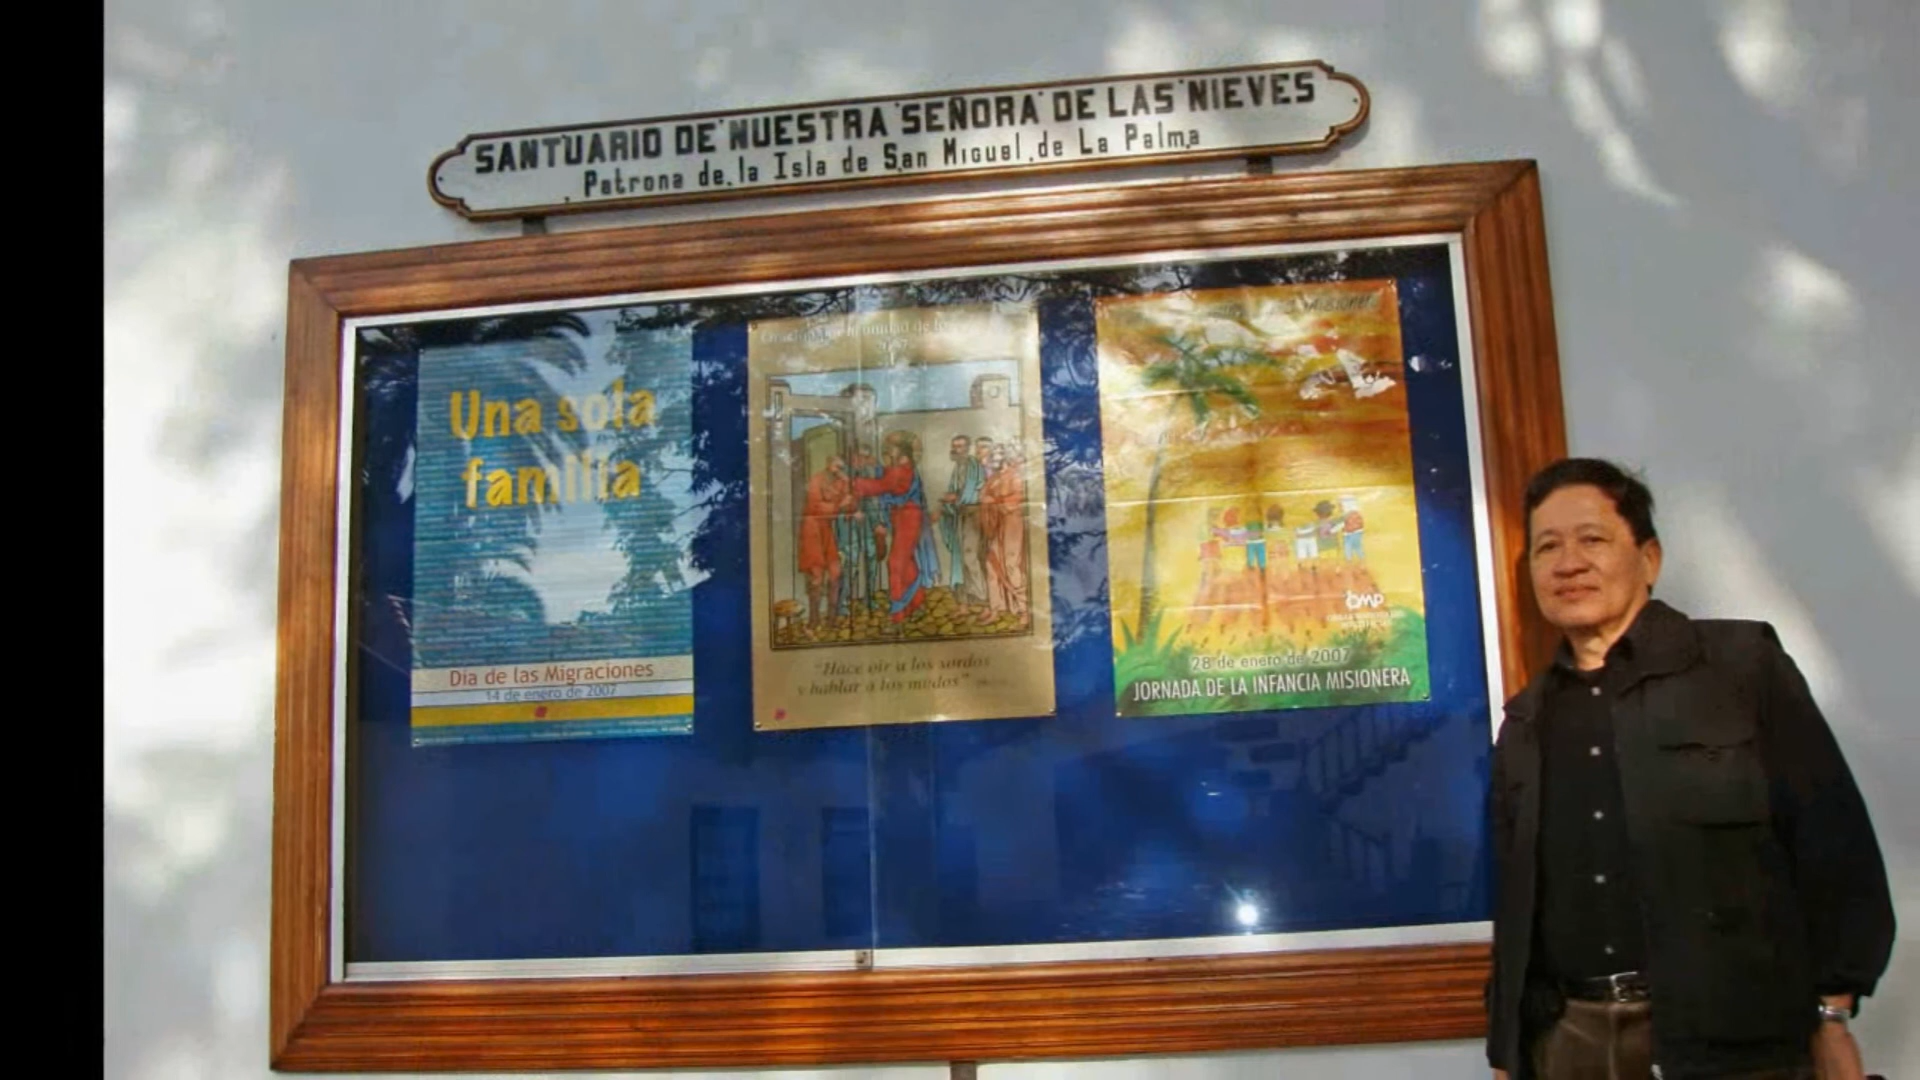 SANTUARIO DE NUESTRA SEÑORA DE LAS NIEVES
Patrona de la Isla de San Miguel de La Palma
Una sola
familia
Día de las Migraciones
14 de enero de 2007
de
2007
"Hace oír a los sordos
y hablar a los mudos"
OMP
28 de enero de 2007
JORNADA DE LA INFANCIA MISIONERA